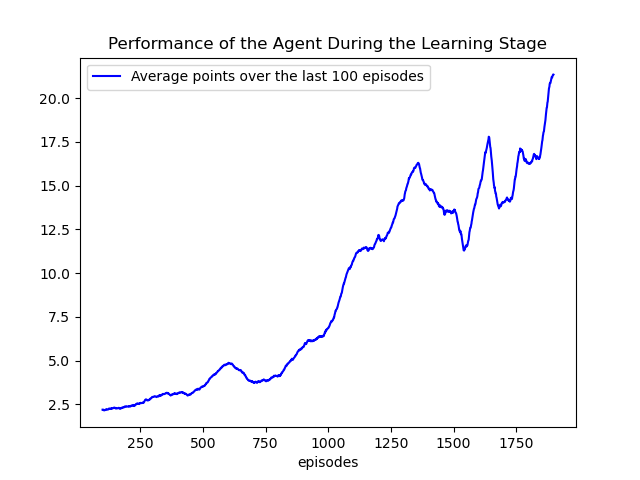 Performance of the Agent During the Learning Stage
Average points over the last 100 episodes
20.0
17.5
15.0
12.5
10.0
7.5
5.0
2.5
250 500 750 1000 1250 1500 1750
episodes